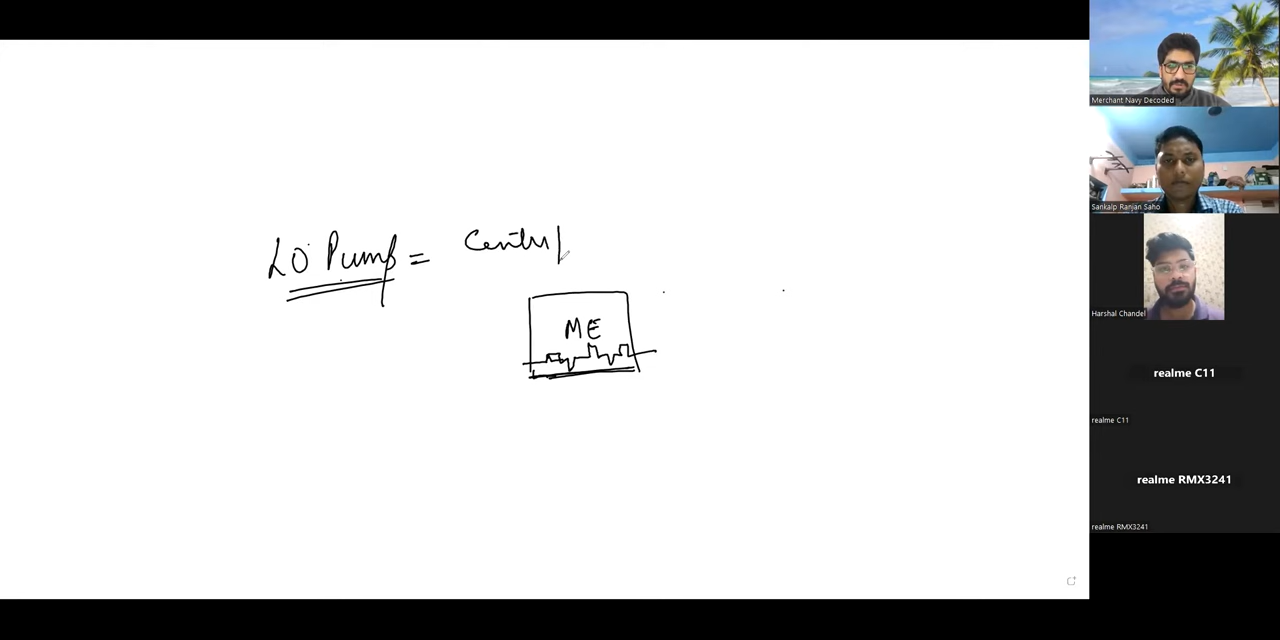 LO Pump = Centri
ME
Merchant Navy Decoded
Sankalp Ranjan Saho
Harshal Chandel
realme C11
realme C11
realme RMX3241
realme RMX3241